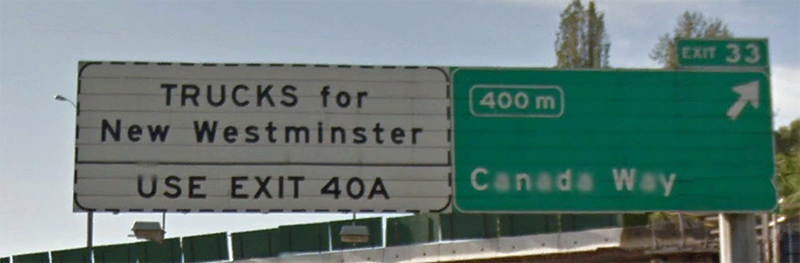 TRUCKS for
New Westminster
USE EXIT 40A
EXIT 33
400 m
Canada Way